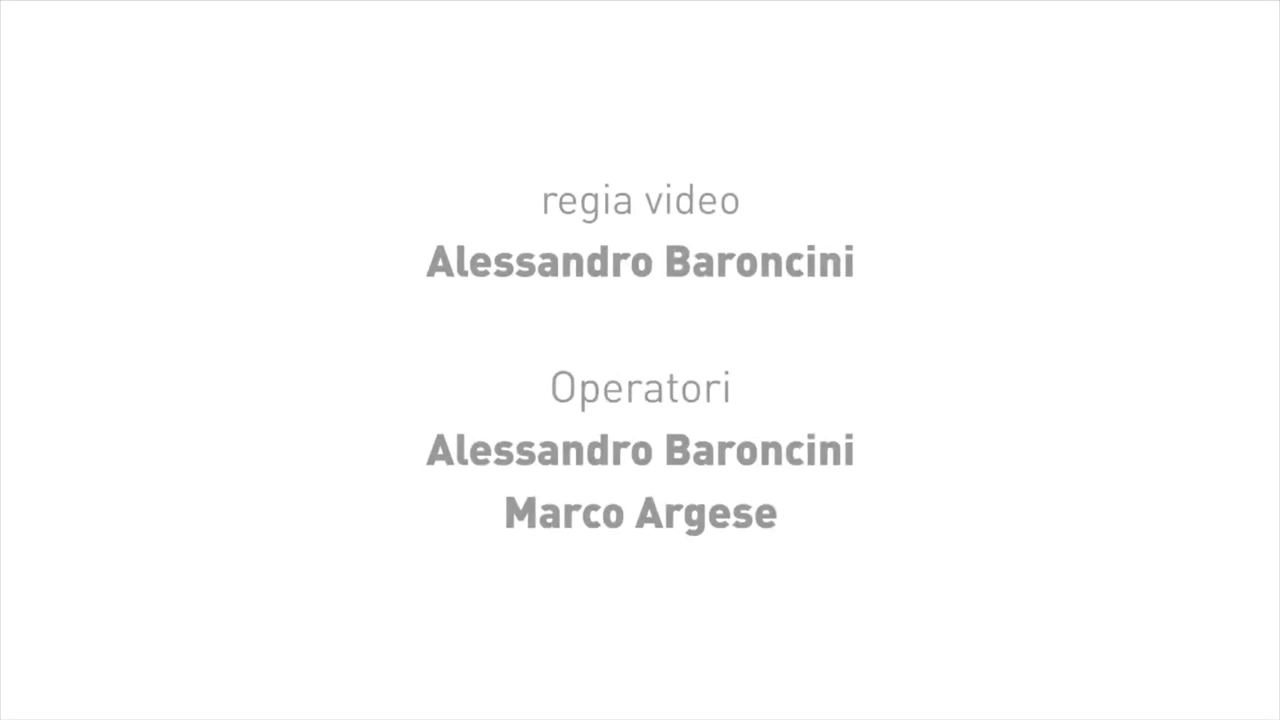 regia video
Alessandro Baroncini
Operatori
Alessandro Baroncini
Marco Argese